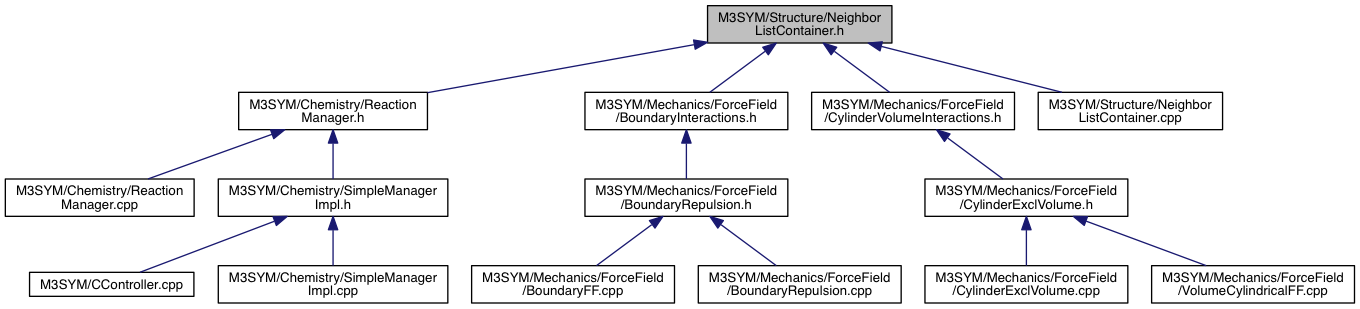 M3SYM/Structure/Neighbor
ListContainer.h
M3SYM/Chemistry/Reaction
Manager.h
M3SYM/Mechanics/ForceField
/BoundaryInteractions.h
M3SYM/Mechanics/ForceField
/CylinderVolumeInteractions.h
M3SYM/Structure/Neighbor
ListContainer.cpp
M3SYM/Chemistry/Reaction
Manager.cpp
M3SYM/Chemistry/SimpleManager
Impl.h
M3SYM/Mechanics/ForceField
/BoundaryRepulsion.h
M3SYM/Mechanics/ForceField
/CylinderExclVolume.h
M3SYM/CController.cpp
M3SYM/Chemistry/SimpleManager
Impl.cpp
M3SYM/Mechanics/ForceField
/BoundaryFF.cpp
M3SYM/Mechanics/ForceField
/BoundaryRepulsion.cpp
M3SYM/Mechanics/ForceField
/CylinderExclVolume.cpp
M3SYM/Mechanics/ForceField
/VolumeCylindricalFF.cpp